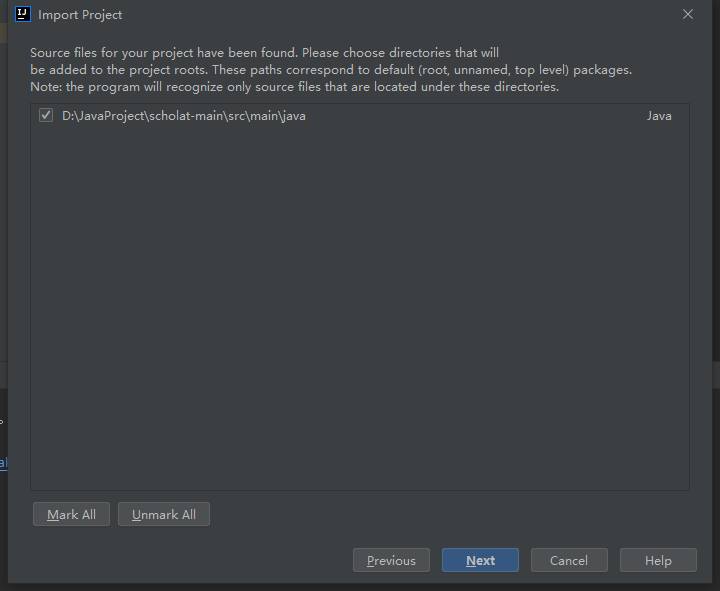 Import Project
Source files for your project have been found. Please choose directories that will
be added to the project roots. These paths correspond to default (root, unnamed, top level) packages.
Note: the program will recognize only source files that are located under these directories.
D:\JavaProject\scholat-main\src\main\java Java
Mark All Unmark All
Previous Next Cancel Help